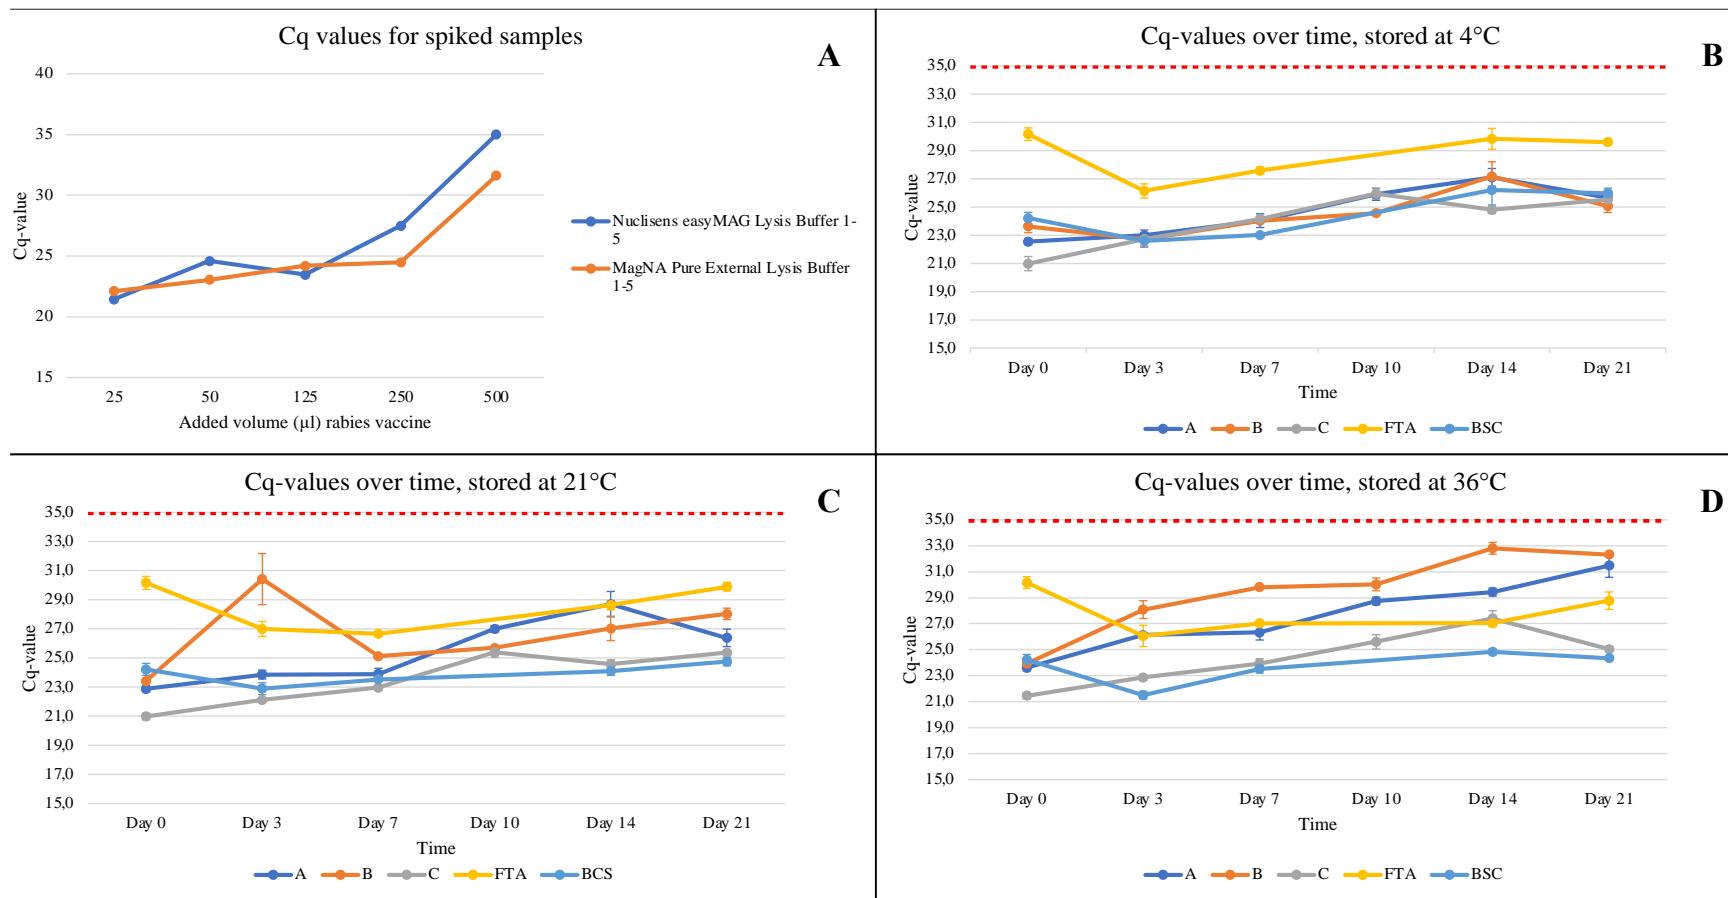 Cq values for spiked samples
A
40
35
30
25
20
15
Cq-value
25 50 125 250 500
Added volume (µl) rabies vaccine
Nuclisens easyMAG Lysis Buffer 1-
5
MagNA Pure External Lysis Buffer
1-5
Cq-values over time, stored at 4°C
B
35,0
33,0
31,0
29,0
27,0
25,0
23,0
21,0
19,0
17,0
15,0
Cq-value
Day 0 Day 3 Day 7 Day 10 Day 14 Day 21
Time
A B C FTA BSC
Cq-values over time, stored at 21°C
C
35,0
33,0
31,0
29,0
27,0
25,0
23,0
21,0
19,0
17,0
15,0
Cq-value
Day 0 Day 3 Day 7 Day 10 Day 14 Day 21
Time
A B C FTA BCS
Cq-values over time, stored at 36°C
D
35,0
33,0
31,0
29,0
27,0
25,0
23,0
21,0
19,0
17,0
15,0
Cq-value
Day 0 Day 3 Day 7 Day 10 Day 14 Day 21
Time
A B C FTA BSC